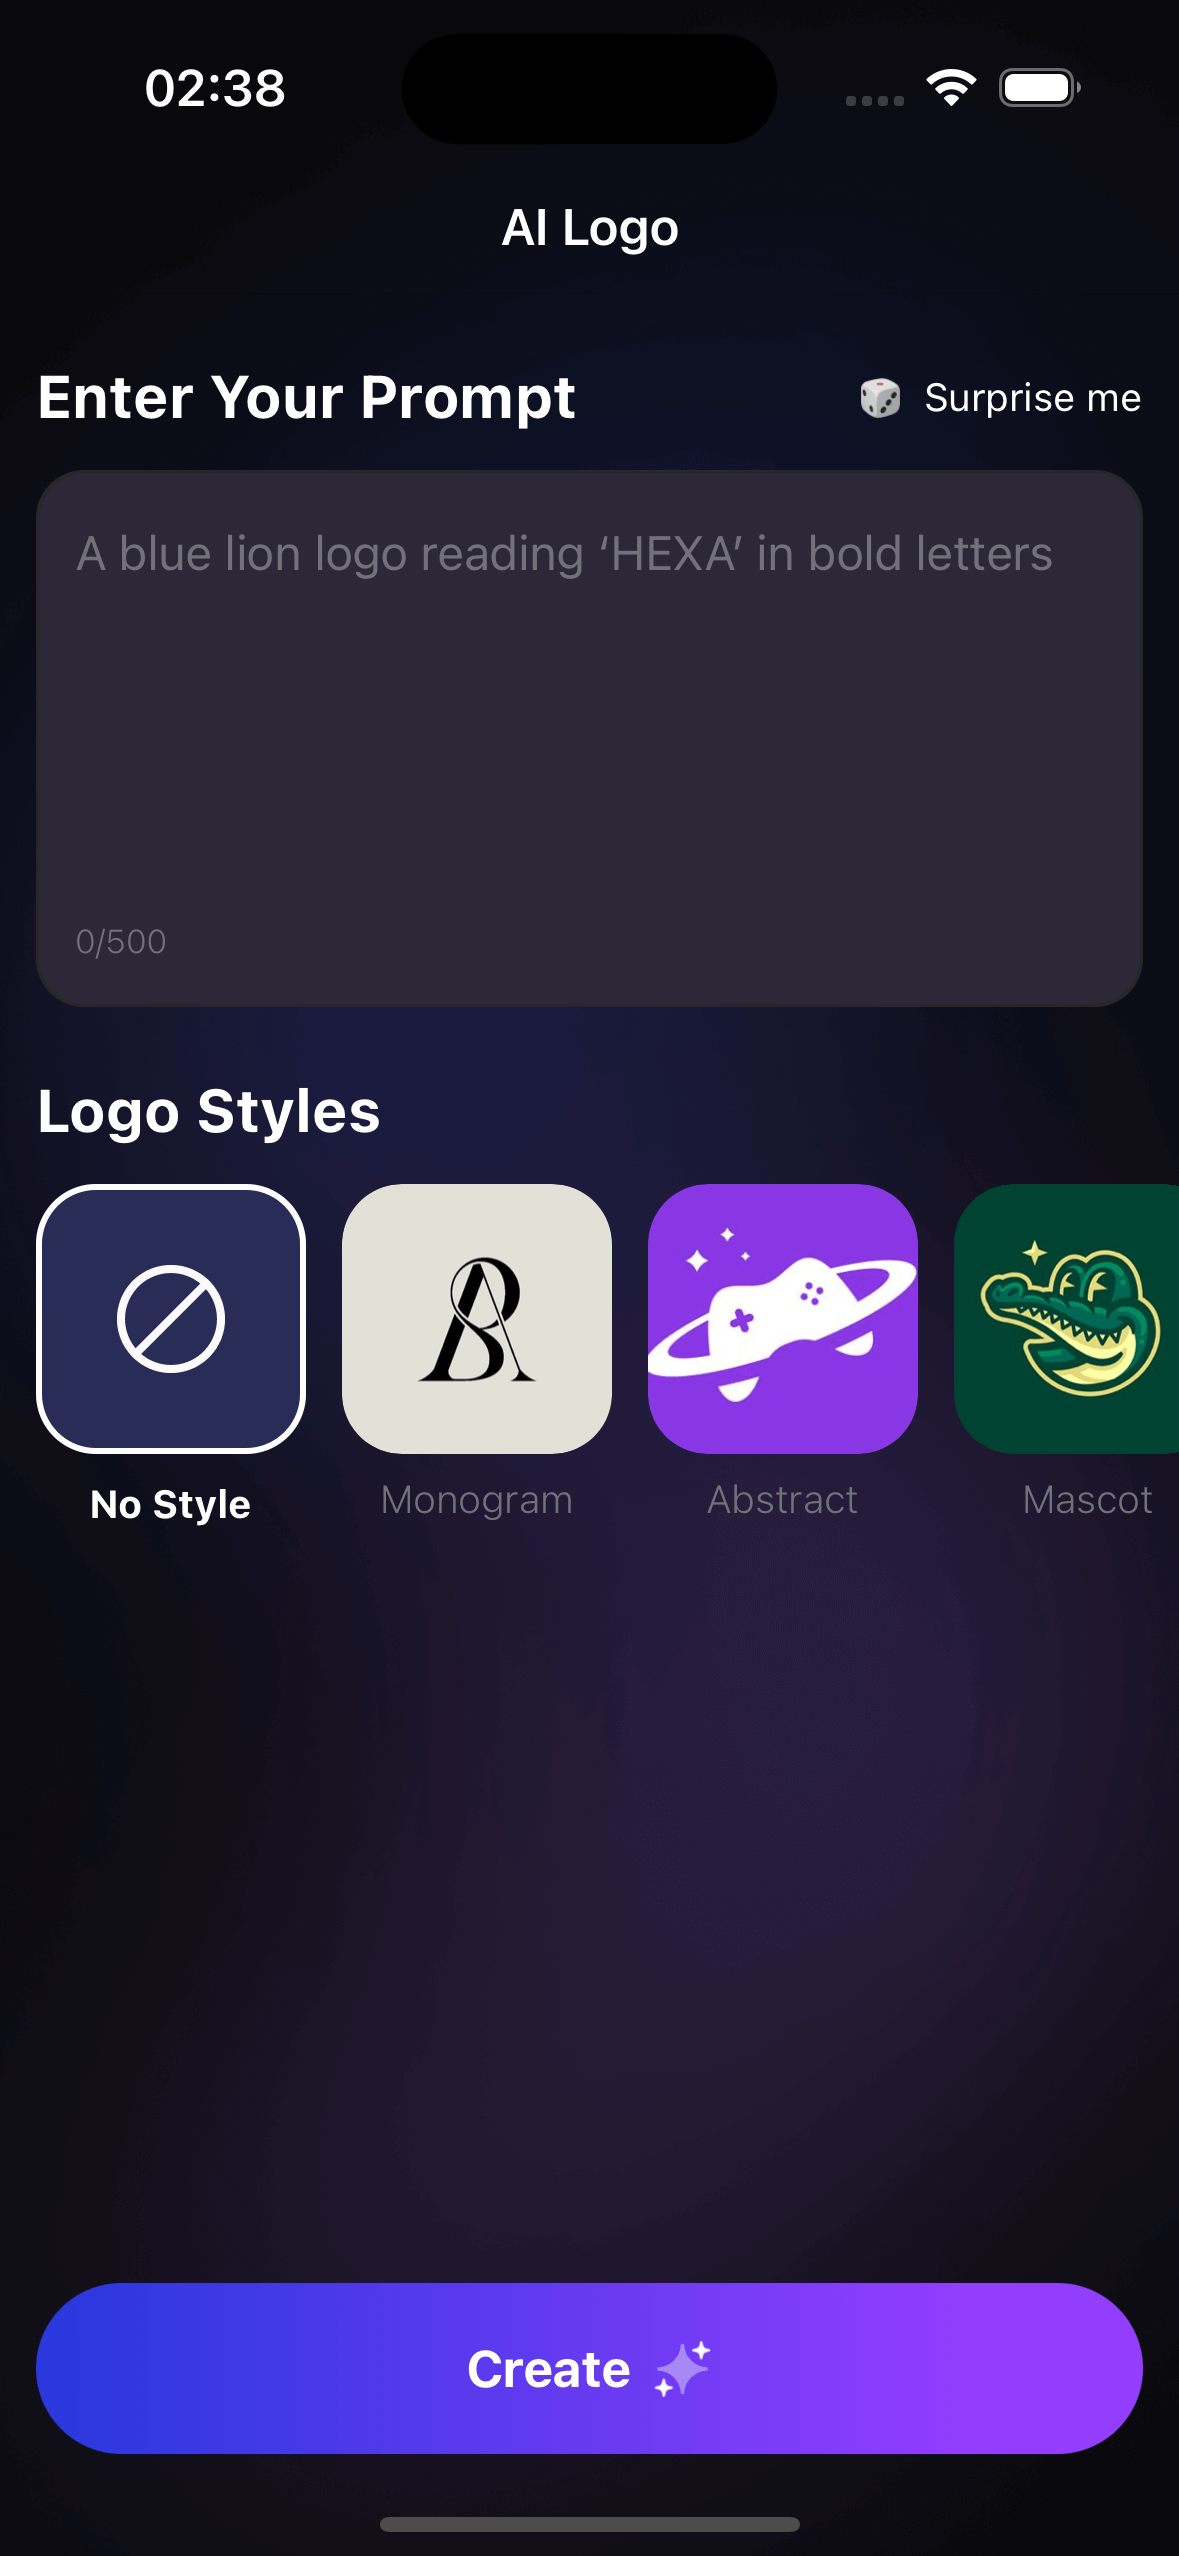 02:38
AI Logo
Enter Your Prompt
Surprise me
A blue lion logo reading ‘HEXA’ in bold letters
0/500
Logo Styles
No Style
Monogram
Abstract
Mascot
Create